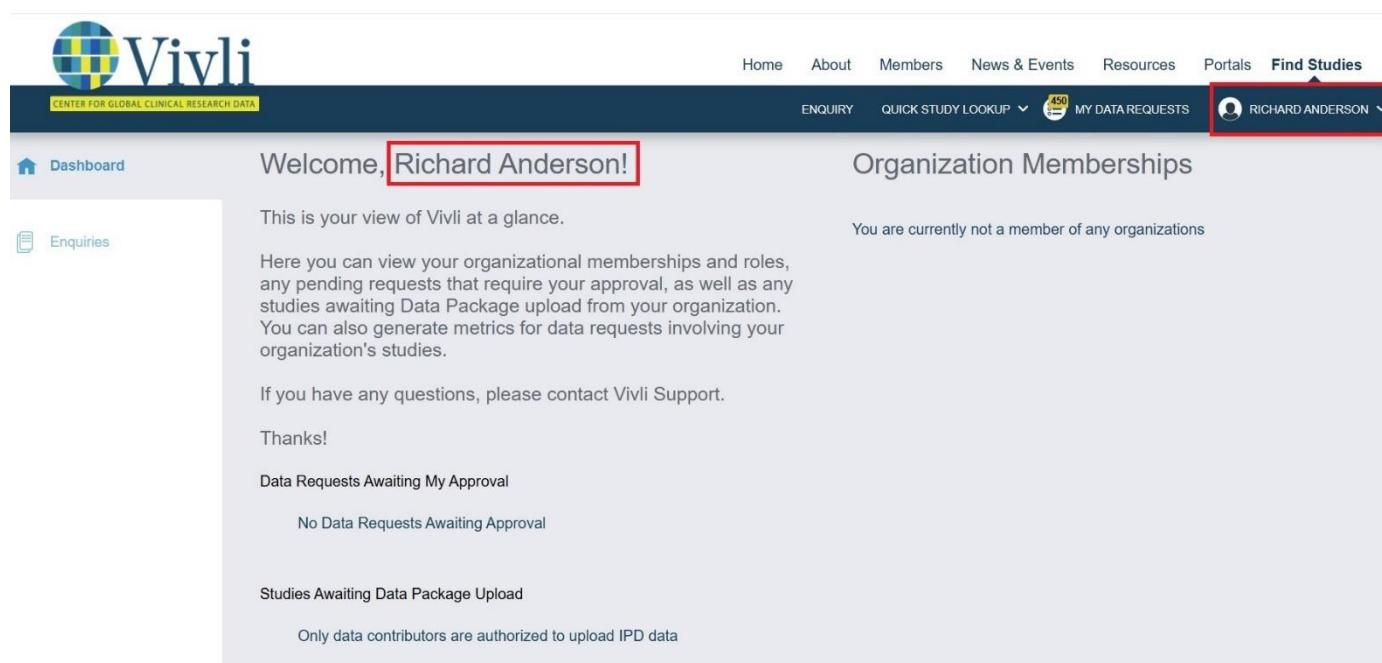 Vivli
CENTER FOR GLOBAL CLINICAL RESEARCH DATA
Home About Members News & Events Resources Portals Find Studies
ENQUIRY QUICK STUDY LOOKUP 450 MY DATA REQUESTS RICHARD ANDERSON
Dashboard
Enquiries
Welcome, Richard Anderson!
This is your view of Vivli at a glance.
Here you can view your organizational memberships and roles,
any pending requests that require your approval, as well as any
studies awaiting Data Package upload from your organization.
You can also generate metrics for data requests involving your
organization's studies.
If you have any questions, please contact Vivli Support.
Thanks!
Data Requests Awaiting My Approval
No Data Requests Awaiting Approval
Studies Awaiting Data Package Upload
Only data contributors are authorized to upload IPD data
Organization Memberships
You are currently not a member of any organizations